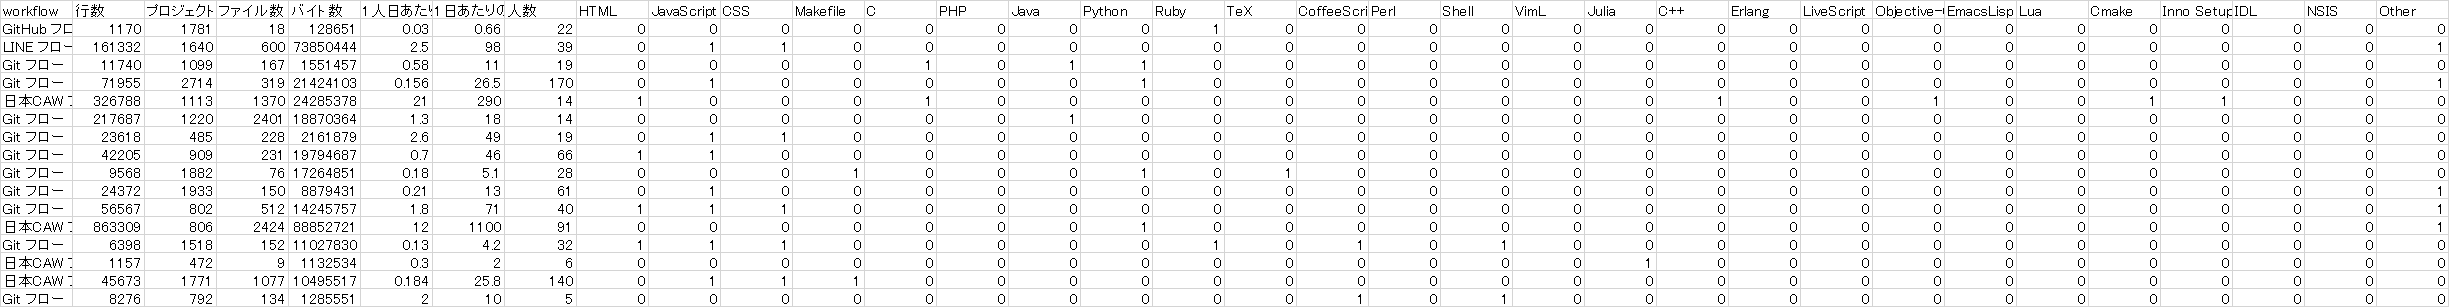 workflow 行数 プロジェクト ファイル数 バイト数 1人日あたり 1日あたりの 人数 HTML JavaScript CSS Makefile C PHP Java Python Ruby TeX CoffeeScri Perl Shell VimL Julia C++ Erlang LiveScript Objective- EmacsLisp Lua Cmake Inno Setup IDL NSIS Other
GitHub フロ 1170 1781 18 128651 0.03 0.66 22 0 0 0 0 0 0 0 0 1 0 0 0 0 0 0 0 0 0 0 0 0 0 0 0 0 0
LINE フロー 161332 1640 600 73850444 2.5 98 39 0 1 1 0 0 0 0 0 0 0 0 0 0 0 0 0 0 0 0 0 0 0 0 0 0 1
Git フロー 11740 1099 167 1551457 0.58 11 19 0 0 0 0 1 0 1 1 0 0 0 0 0 0 0 0 0 0 0 0 0 0 0 0 0 0
Git フロー 71955 2714 319 21424103 0.156 26.5 170 0 1 0 0 0 0 0 1 0 0 0 0 0 0 0 0 0 0 0 0 0 0 0 0 0 1
日本CAW フ 326788 1113 1370 24285378 21 290 14 1 0 0 0 1 0 0 0 0 0 0 0 0 0 0 1 0 0 1 0 0 1 1 0 0 0
Git フロー 217687 1220 2401 18870364 1.3 18 14 0 0 0 0 0 0 1 0 0 0 0 0 0 0 0 0 0 0 0 0 0 0 0 0 0 0
Git フロー 23618 485 228 2161879 2.6 49 19 0 1 1 0 0 0 0 0 0 0 0 0 0 0 0 0 0 0 0 0 0 0 0 0 0 0
Git フロー 42205 909 231 19794687 0.7 46 66 1 1 0 0 0 0 0 0 0 0 0 0 0 0 0 0 0 0 0 0 0 0 0 0 0 0
Git フロー 9568 1882 76 17264851 0.18 5.1 28 0 0 0 1 0 0 0 1 0 1 0 0 0 0 0 0 0 0 0 0 0 0 0 0 0 0
Git フロー 24372 1933 150 8879431 0.21 13 61 0 1 0 0 0 0 0 0 0 0 0 0 0 0 0 0 0 0 0 0 0 0 0 0 0 1
Git フロー 56567 802 512 14245757 1.8 71 40 1 1 1 0 0 0 0 0 0 0 0 0 0 0 0 0 0 0 0 0 0 0 0 0 0 1
日本CAW フ 863309 806 2424 88852721 12 1100 91 0 0 0 0 0 0 0 1 0 0 0 0 0 0 0 0 0 0 0 0 0 0 0 0 0 1
Git フロー 6398 1518 152 11027830 0.13 4.2 32 1 1 1 0 0 0 0 0 1 0 1 0 1 0 0 0 0 0 0 0 0 0 0 0 0 0
日本CAW フ 1157 472 9 1132534 0.3 2 6 0 0 0 0 0 0 0 0 0 0 0 0 0 0 1 0 0 0 0 0 0 0 0 0 0 0
日本CAW フ 45673 1771 1077 10495517 0.184 25.8 140 0 1 1 1 0 0 0 0 0 0 0 0 0 0 0 0 0 0 0 0 0 0 0 0 0 0
Git フロー 8276 792 134 1285551 2 10 5 0 0 0 0 0 0 0 0 0 0 1 0 1 0 0 0 0 0 0 0 0 0 0 0 0 0